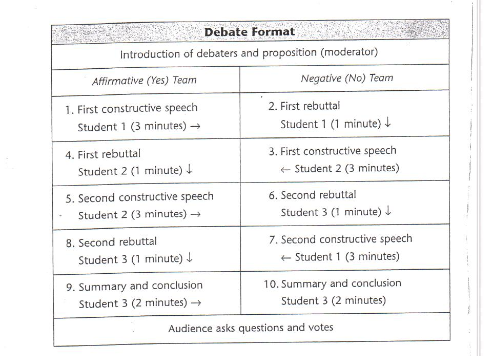 Debate Format
Introduction of debaters and proposition (moderator)
Affirmative (Yes) Team
Negative (No) Team
1. First constructive speech
Student 1 (3 minutes) →
2. First rebuttal
Student 1 (1 minute) ↓
4. First rebuttal
Student 2 (1 minute) ↓
3. First constructive speech
← Student 2 (3 minutes)
5. Second constructive speech
Student 2 (3 minutes) →
6. Second rebuttal
Student 3 (1 minute) ↓
8. Second rebuttal
Student 3 (1 minute) ↓
7. Second constructive speech
← Student 1 (3 minutes)
9. Summary and conclusion
Student 3 (2 minutes) →
10. Summary and conclusion
Student 3 (2 minutes)
Audience asks questions and votes